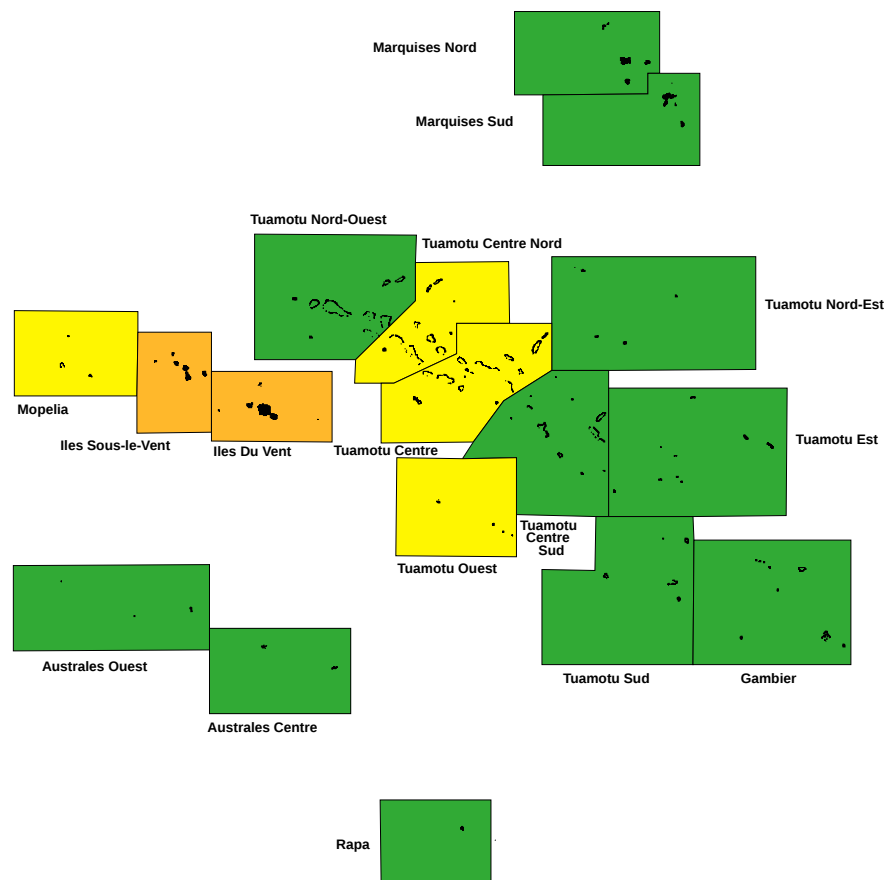 Marquises Nord
Marquises Sud
Tuamotu Nord-Ouest
Tuamotu Centre Nord
Tuamotu Nord-Est
Mopelia
Iles Sous-le-Vent
Iles Du Vent
Tuamotu Centre
Tuamotu Est
Tuamotu
Centre
Sud
Tuamotu Ouest
Australes Ouest
Tuamotu Sud
Gambier
Australes Centre
Rapa